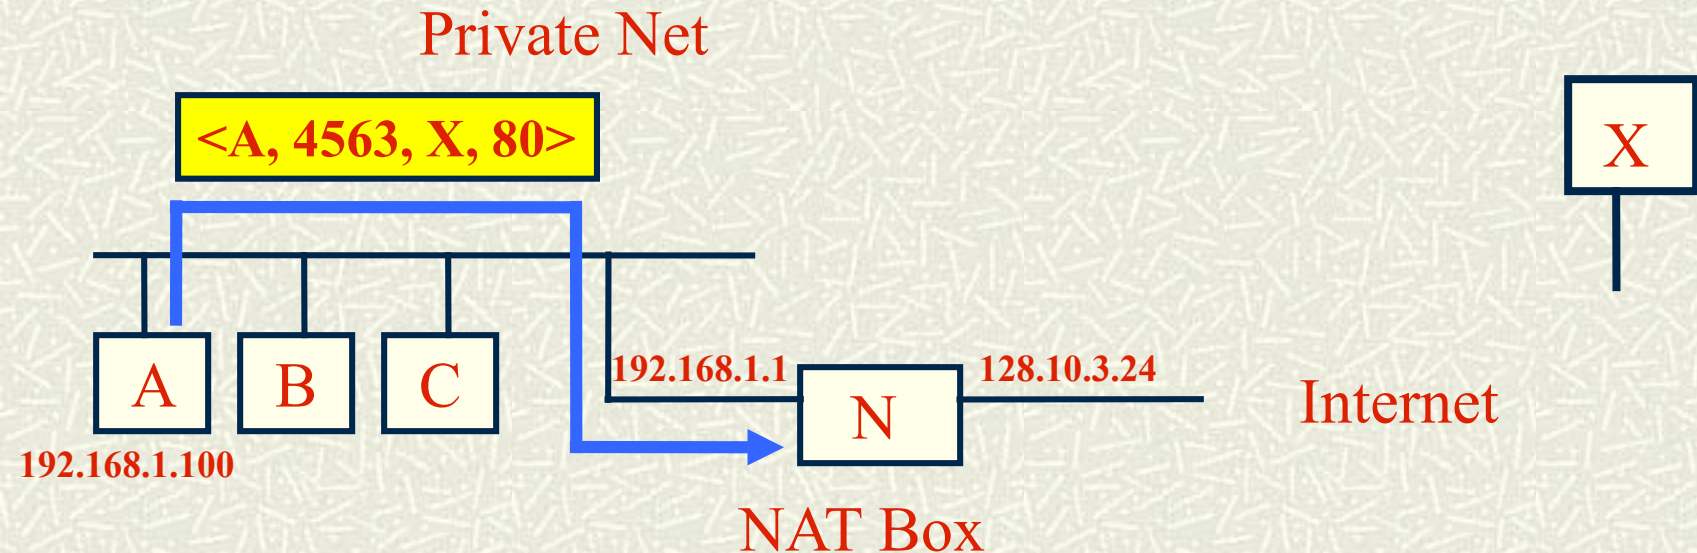 Private Net
<A, 4563, X, 80>
X
A
B
C
192.168.1.1
128.10.3.24
N
Internet
192.168.1.100
NAT Box